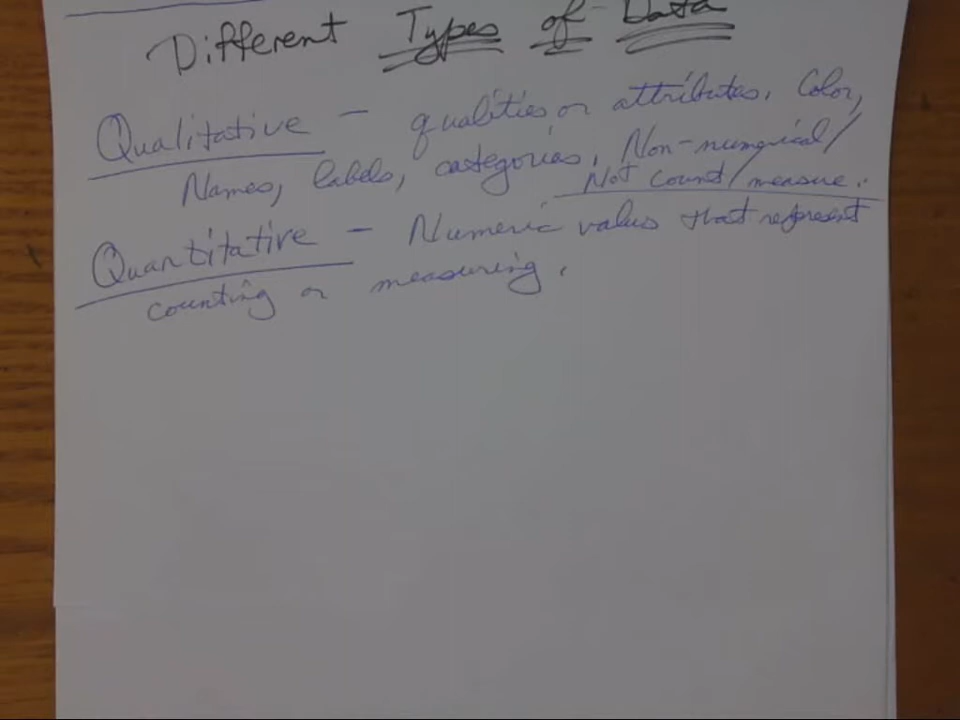 Different Types of Data
Qualitative - qualities or attributes. Color,
Names, labels, categories. Non-numerical/
Not count/measure.
Quantitative - Numeric values that represent
counting or measuring.